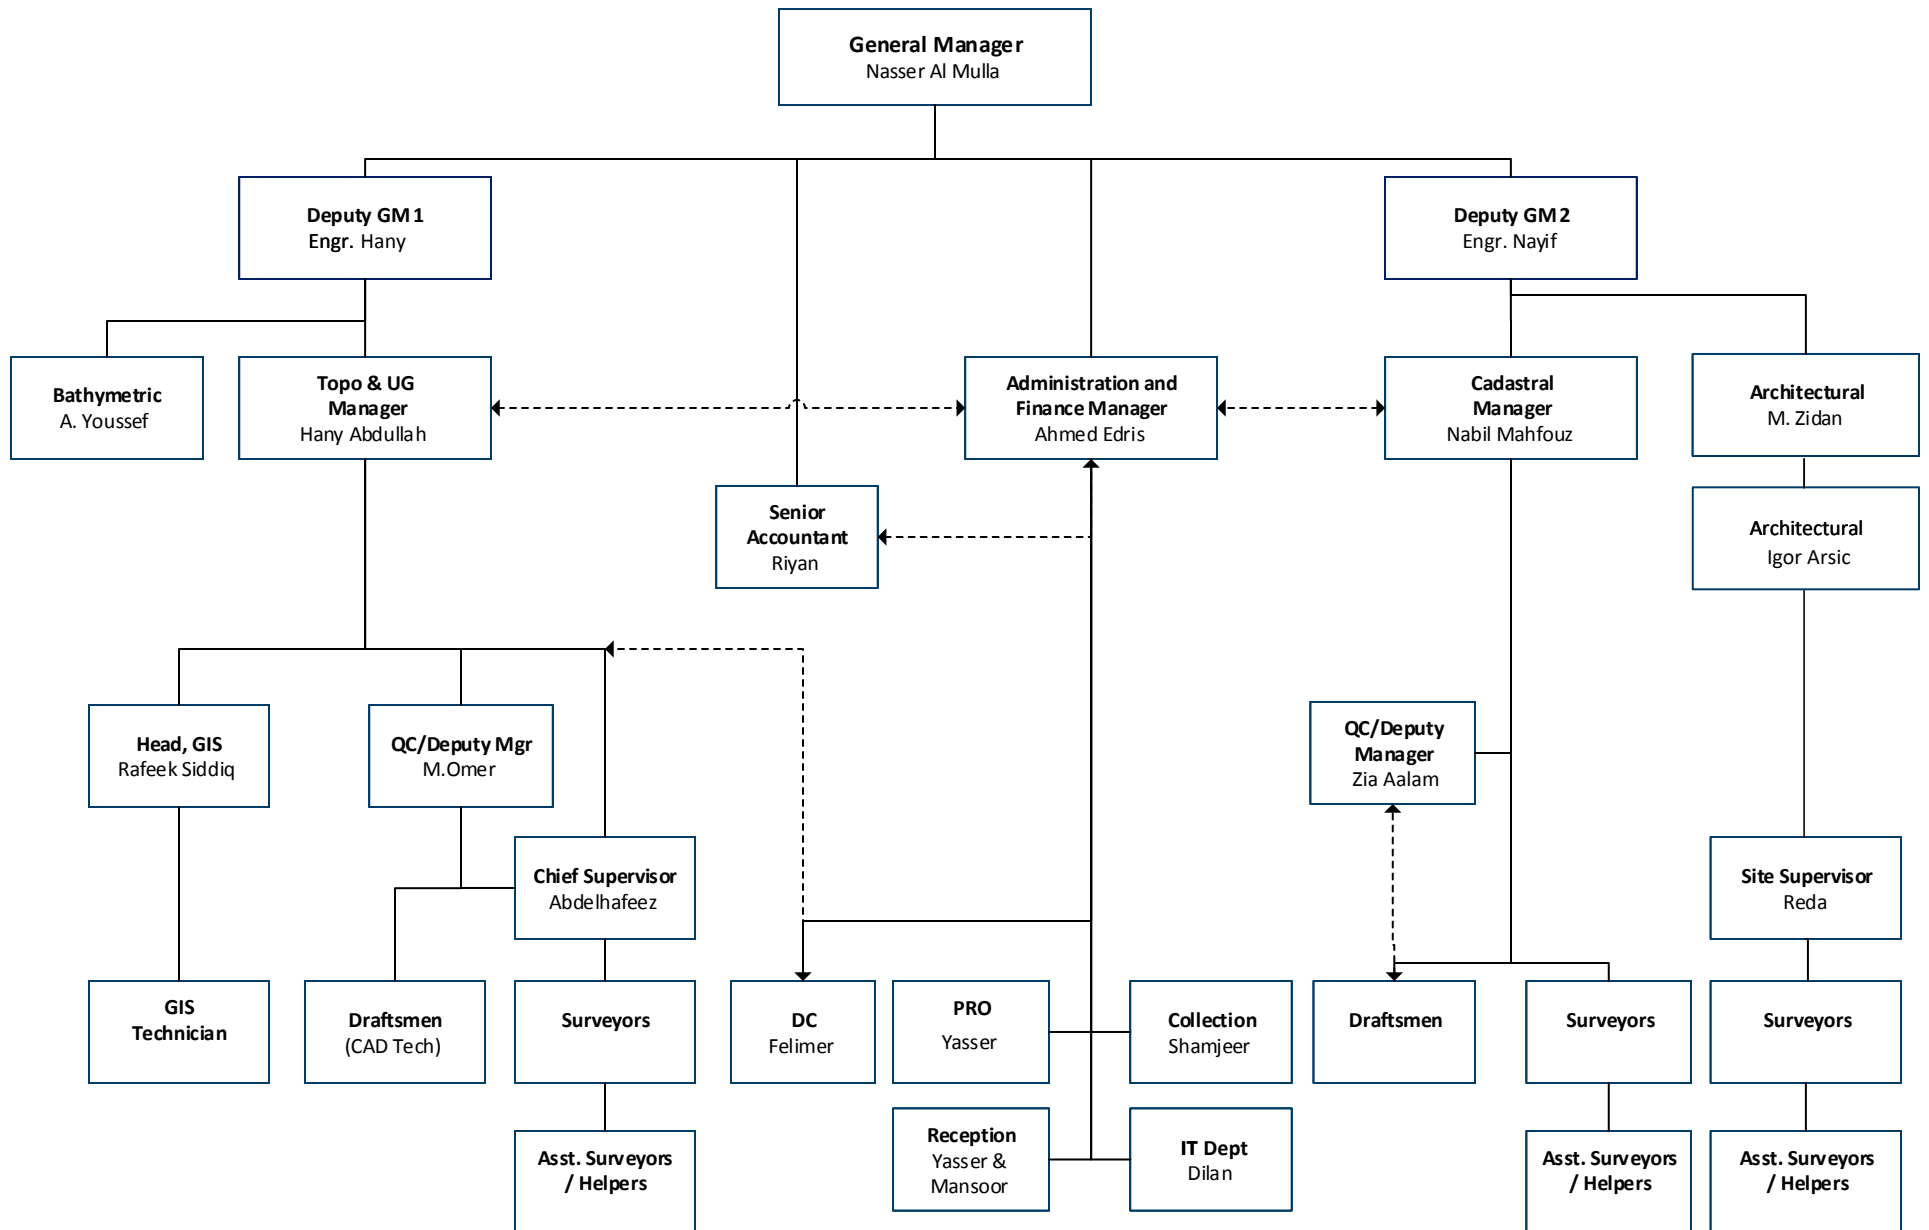 General Manager
Nasser Al Mulla
Deputy GM 1
Engr. Hany
Deputy GM 2
Engr. Nayif
Bathymetric
A. Youssef
Topo & UG
Manager
Hany Abdullah
Administration and
Finance Manager
Ahmed Edris
Cadastral
Manager
Nabil Mahfouz
Architectural
M. Zidan
Senior
Accountant
Riyan
Architectural
Igor Arsic
Head, GIS
Rafeek Siddiq
QC/Deputy Mgr
M.Omer
QC/Deputy
Manager
Zia Aalam
Chief Supervisor
Abdelhafeez
Site Supervisor
Reda
GIS
Technician
Draftsmen
(CAD Tech)
Surveyors
DC
Felimer
PRO
Yasser
Collection
Shamjeer
Draftsmen
Surveyors
Surveyors
Asst. Surveyors
/ Helpers
Reception
Yasser &
Mansoor
IT Dept
Dilan
Asst. Surveyors
/ Helpers
Asst. Surveyors
/ Helpers